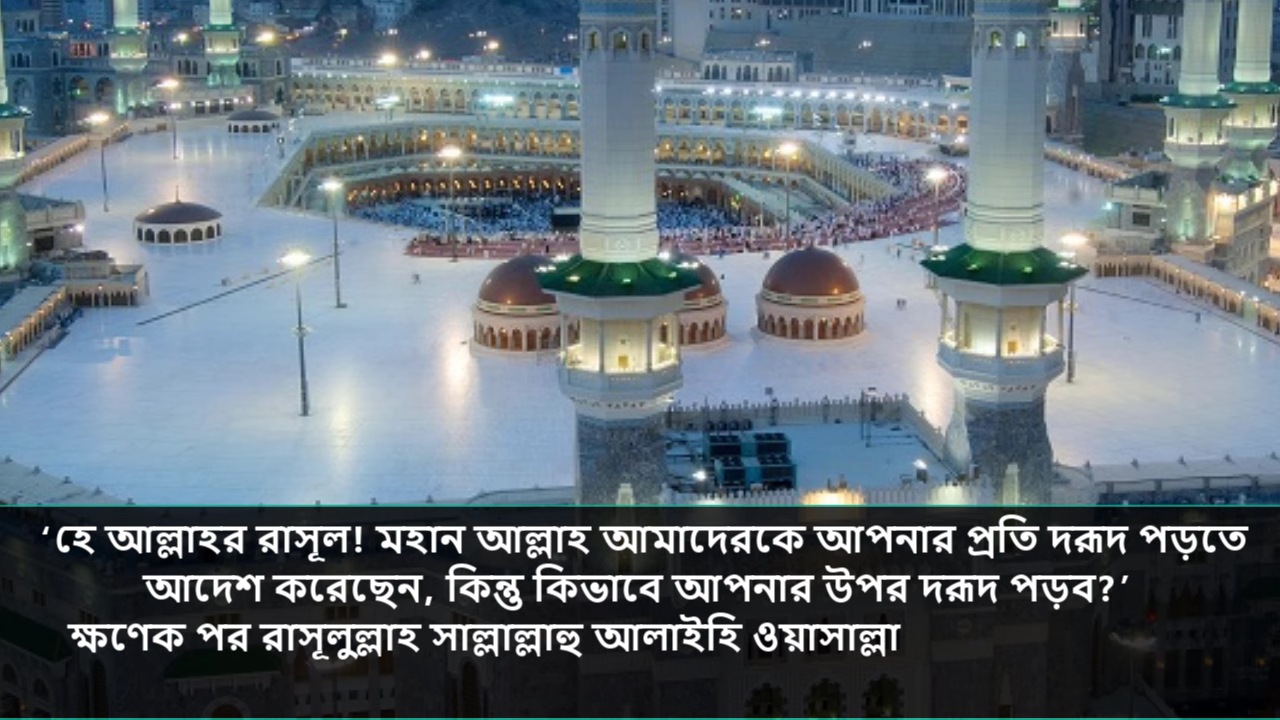 ‘হে আল্লাহর রাসূল! মহান আল্লাহ আমাদেরকে আপনার প্রতি দরূদ পড়তে
আদেশ করেছেন, কিন্তু কিভাবে আপনার উপর দরূদ পড়ব?’
ক্ষণেক পর রাসূলুল্লাহ সাল্লাল্লাহু আলাইহি ওয়াসাল্লা